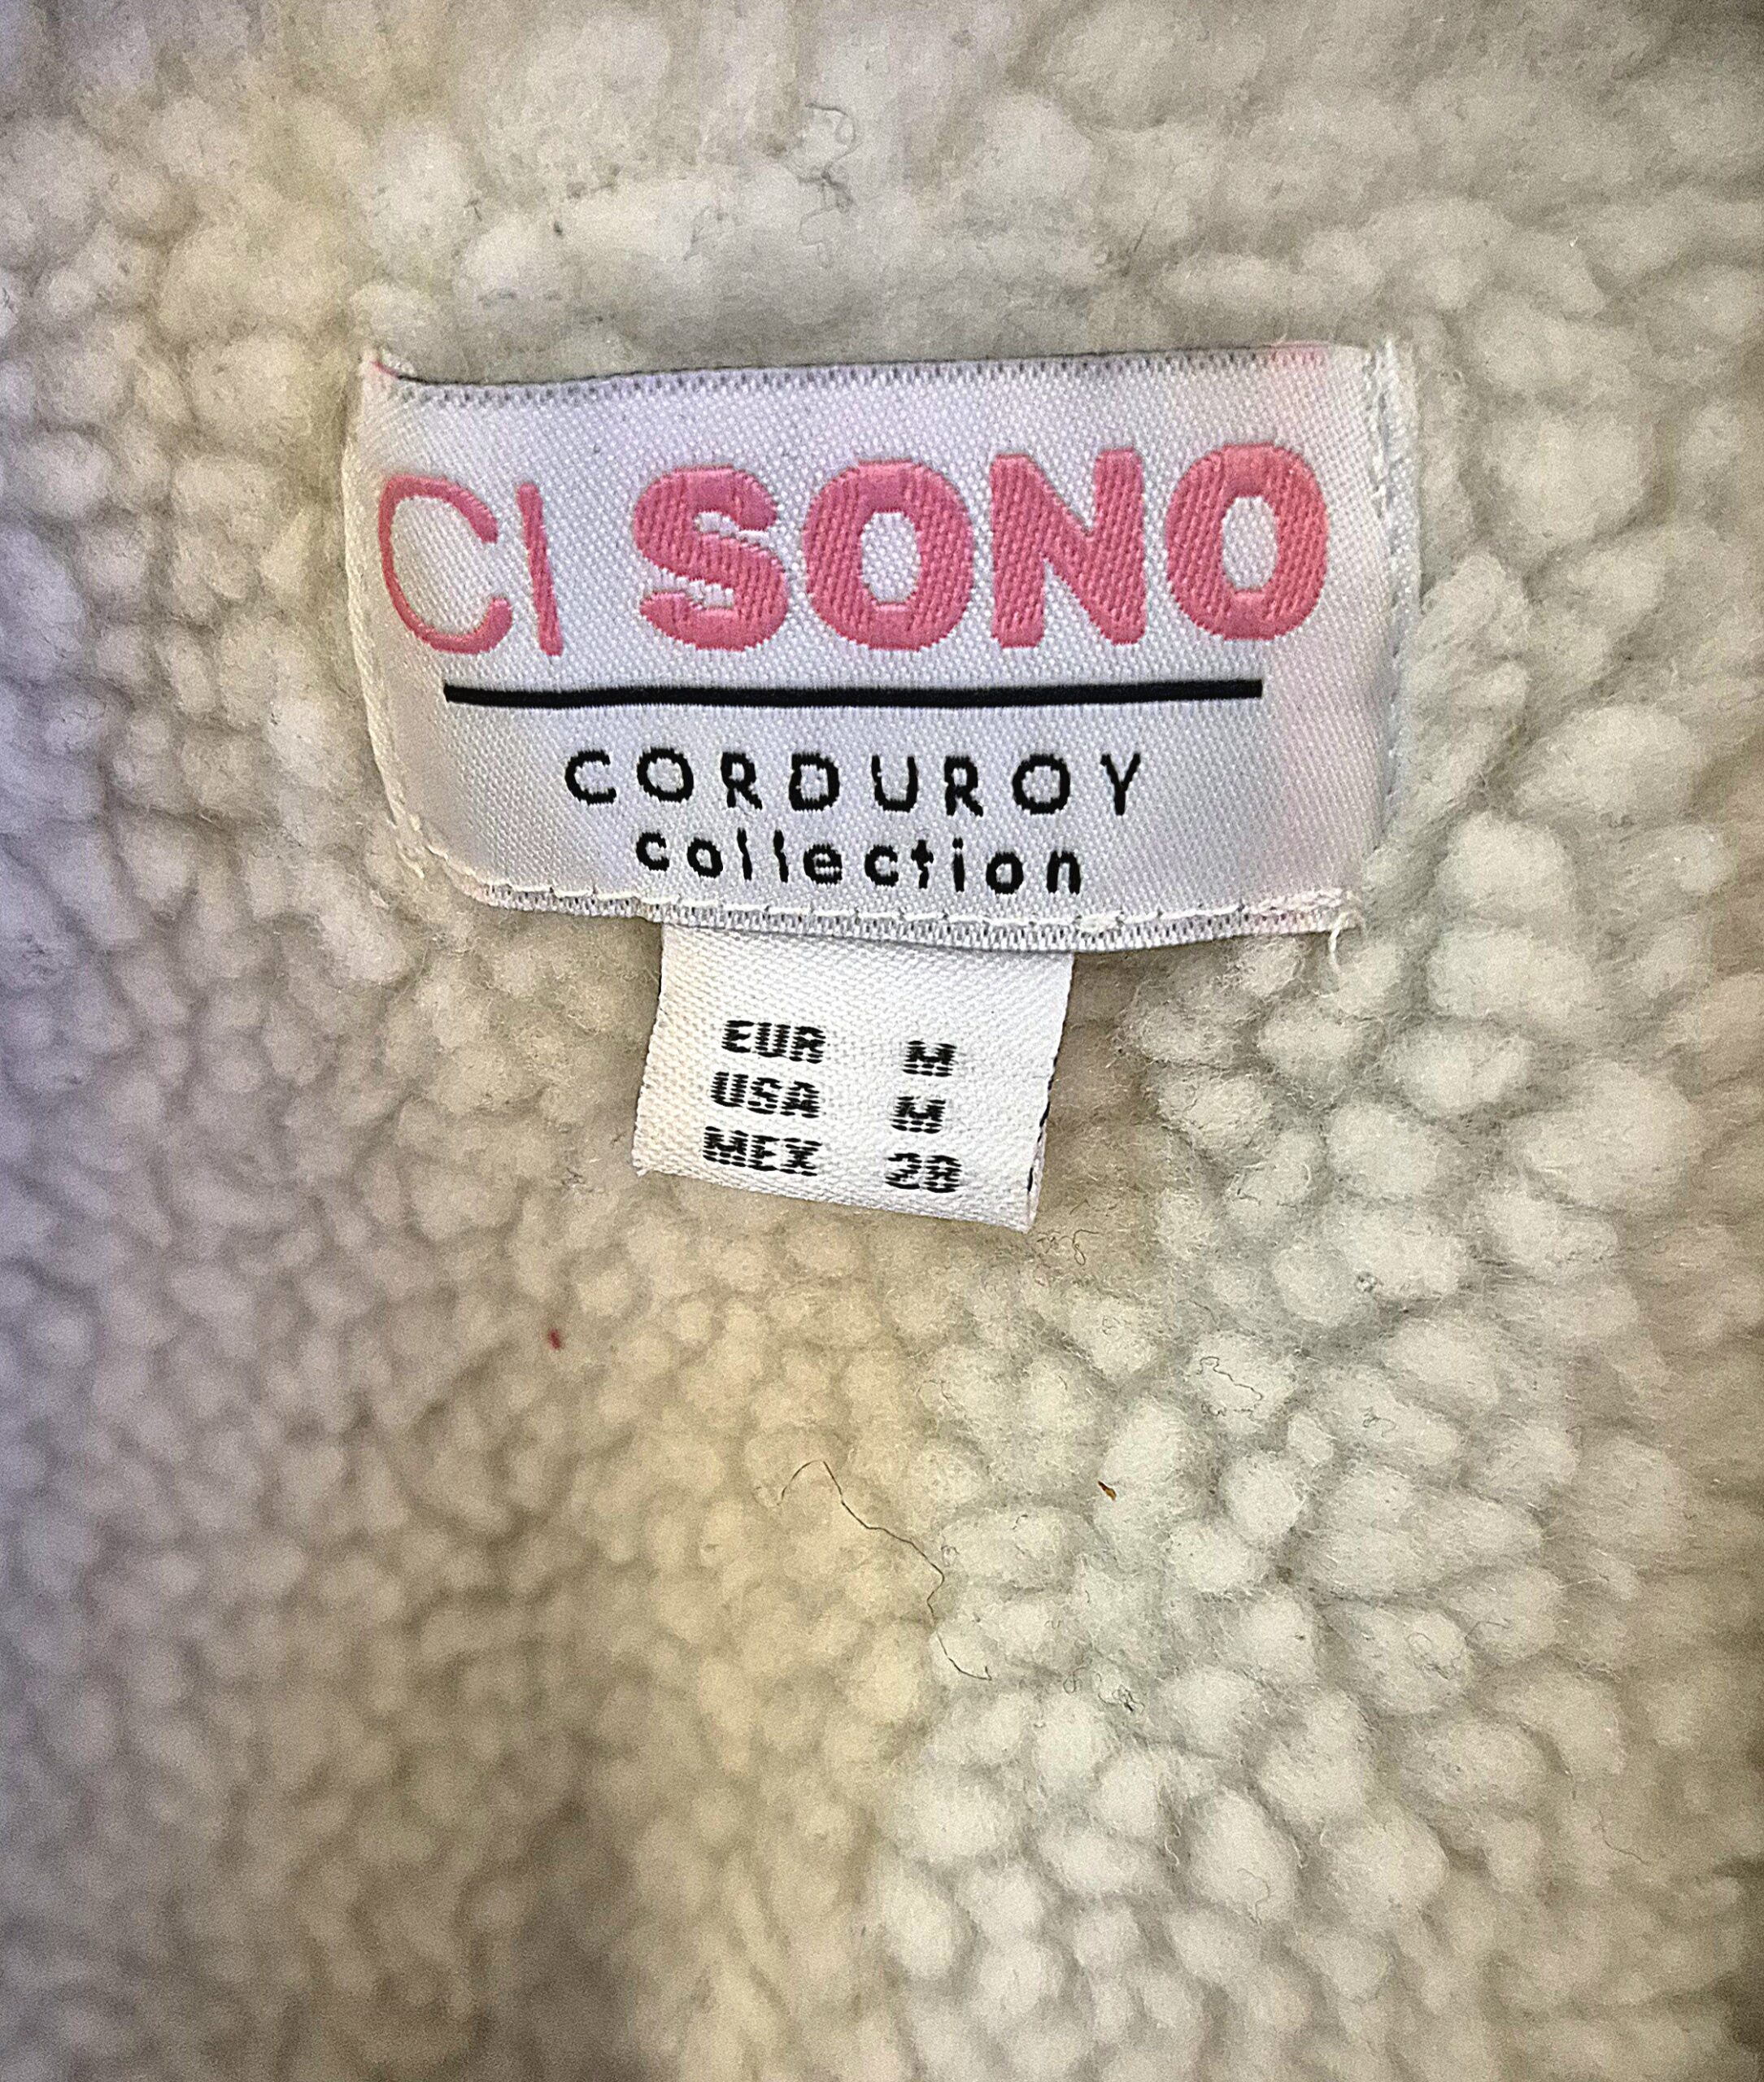 CI SONO
CORDUROY
collection
EUR M
USA M
MEX 28